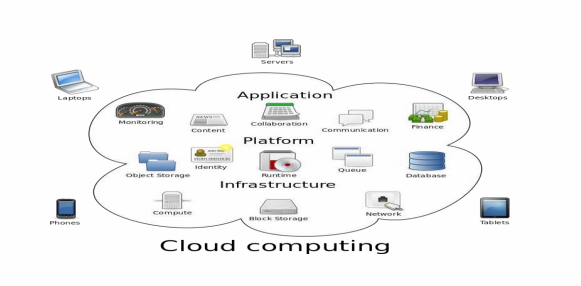 Servers
Laptops
Desktops
Application
Monitoring
Content
NEWS
Collaboration
Communication
Finance
Platform
Object Storage
Identity
Runtime
Queue
Database
Infrastructure
Compute
Block Storage
Network
Phones
Tablets
Cloud computing